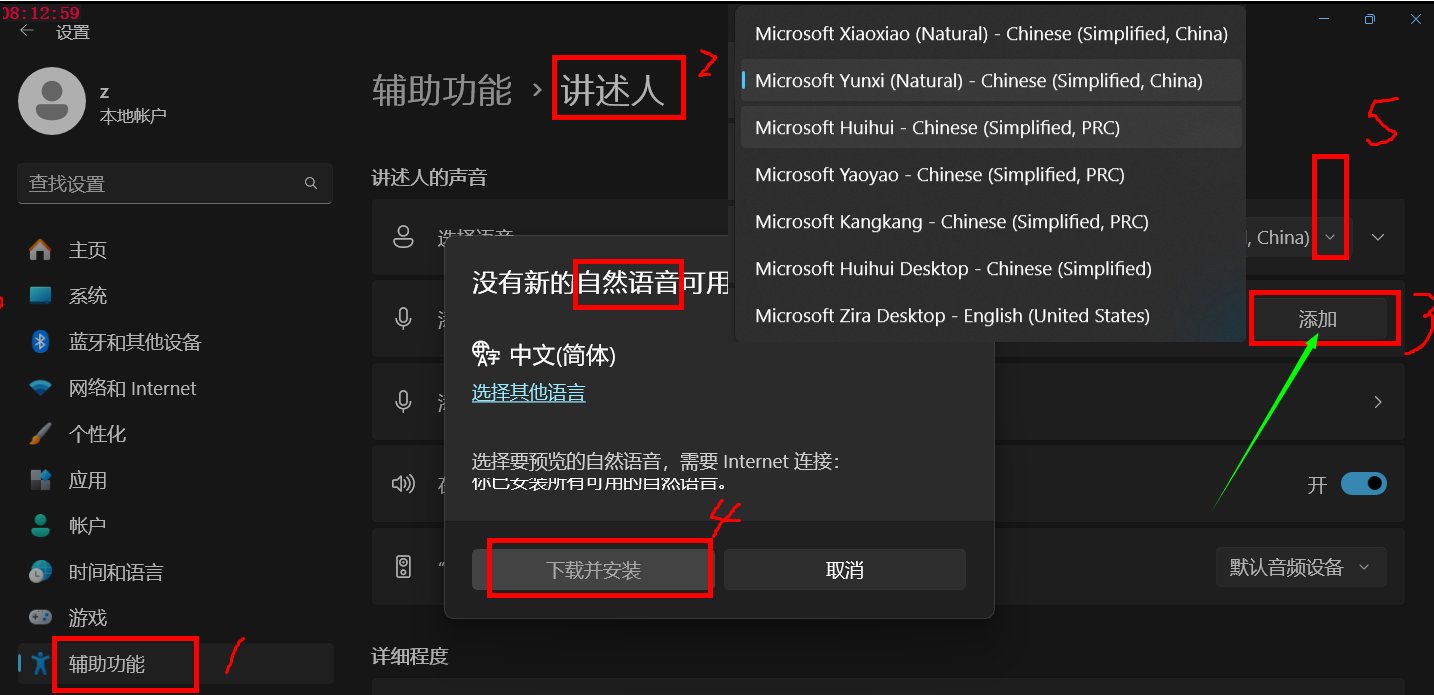 08:12:59
设置
z
本地帐户
查找设置
主页
系统
蓝牙和其他设备
网络和 Internet
个性化
应用
帐户
时间和语言
游戏
辅助功能
1
辅助功能 › 讲述人
2
讲述人的声音
Microsoft Xiaoxiao (Natural) - Chinese (Simplified, China)
Microsoft Yunxi (Natural) - Chinese (Simplified, China)
Microsoft Huihui - Chinese (Simplified, PRC)
Microsoft Yaoyao - Chinese (Simplified, PRC)
Microsoft Kangkang - Chinese (Simplified, PRC)
Microsoft Huihui Desktop - Chinese (Simplified)
Microsoft Zira Desktop - English (United States)
5
选择语音
, China)
添加
3
没有新的自然语音可用
中文(简体)
选择其他语言
选择要预览的自然语音，需要 Internet 连接：
你已安装所有可用的自然语音。
4
下载并安装
取消
开
默认音频设备
详细程度